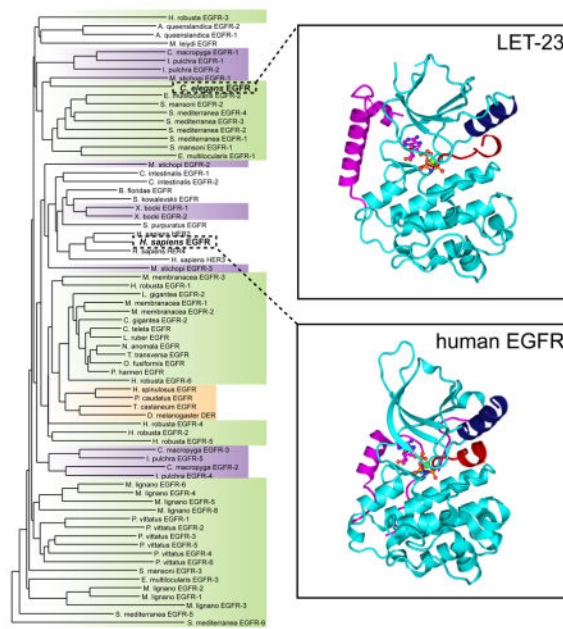 H. robusta EGFR-3
A. queenslandica EGFR-2
A. queenslandica EGFR-1
M. leydi EGFR
C. macropyga EGFR-1
I. pulchra EGFR-1
I. pulchra EGFR-2
M. stichopi EGFR-1
C. elegans EGFR
E. multilocularis EGFR-2
S. mansoni EGFR-2
S. mediterranea EGFR-4
S. mediterranea EGFR-3
S. mediterranea EGFR-2
S. mediterranea EGFR-1
S. mansoni EGFR-1
E. multilocularis EGFR-1
M. stichopi EGFR-2
C. intestinalis EGFR-1
C. intestinalis EGFR-2
B. floridae EGFR
S. kowalevskii EGFR
X. bocki EGFR-1
X. bocki EGFR-2
S. purpuratus EGFR
H. sapiens HER2
H. sapiens EGFR
H. sapiens HER4
H. sapiens HER3
M. stichopi EGFR-3
M. membranacea EGFR-3
H. robusta EGFR-1
L. gigantea EGFR-2
M. membranacea EGFR-1
M. membranacea EGFR-2
C. gigantea EGFR-2
C. teleta EGFR
L. ruber EGFR
N. anomala EGFR
T. transversa EGFR
O. fusiformis EGFR
P. harmeri EGFR
H. robusta EGFR-6
H. spinulosus EGFR
P. caudatus EGFR
T. castaneum EGFR
D. melanogaster DER
H. robusta EGFR-4
H. robusta EGFR-2
H. robusta EGFR-5
C. macropyga EGFR-3
I. pulchra EGFR-5
C. macropyga EGFR-2
I. pulchra EGFR-4
M. lignano EGFR-6
M. lignano EGFR-4
M. lignano EGFR-5
M. lignano EGFR-8
P. vittatus EGFR-1
P. vittatus EGFR-2
P. vittatus EGFR-3
P. vittatus EGFR-5
P. vittatus EGFR-4
P. vittatus EGFR-6
S. mansoni EGFR-3
E. multilocularis EGFR-3
M. lignano EGFR-2
M. lignano EGFR-1
M. lignano EGFR-3
S. mediterranea EGFR-5
S. mediterranea EGFR-6
LET-23
human EGFR